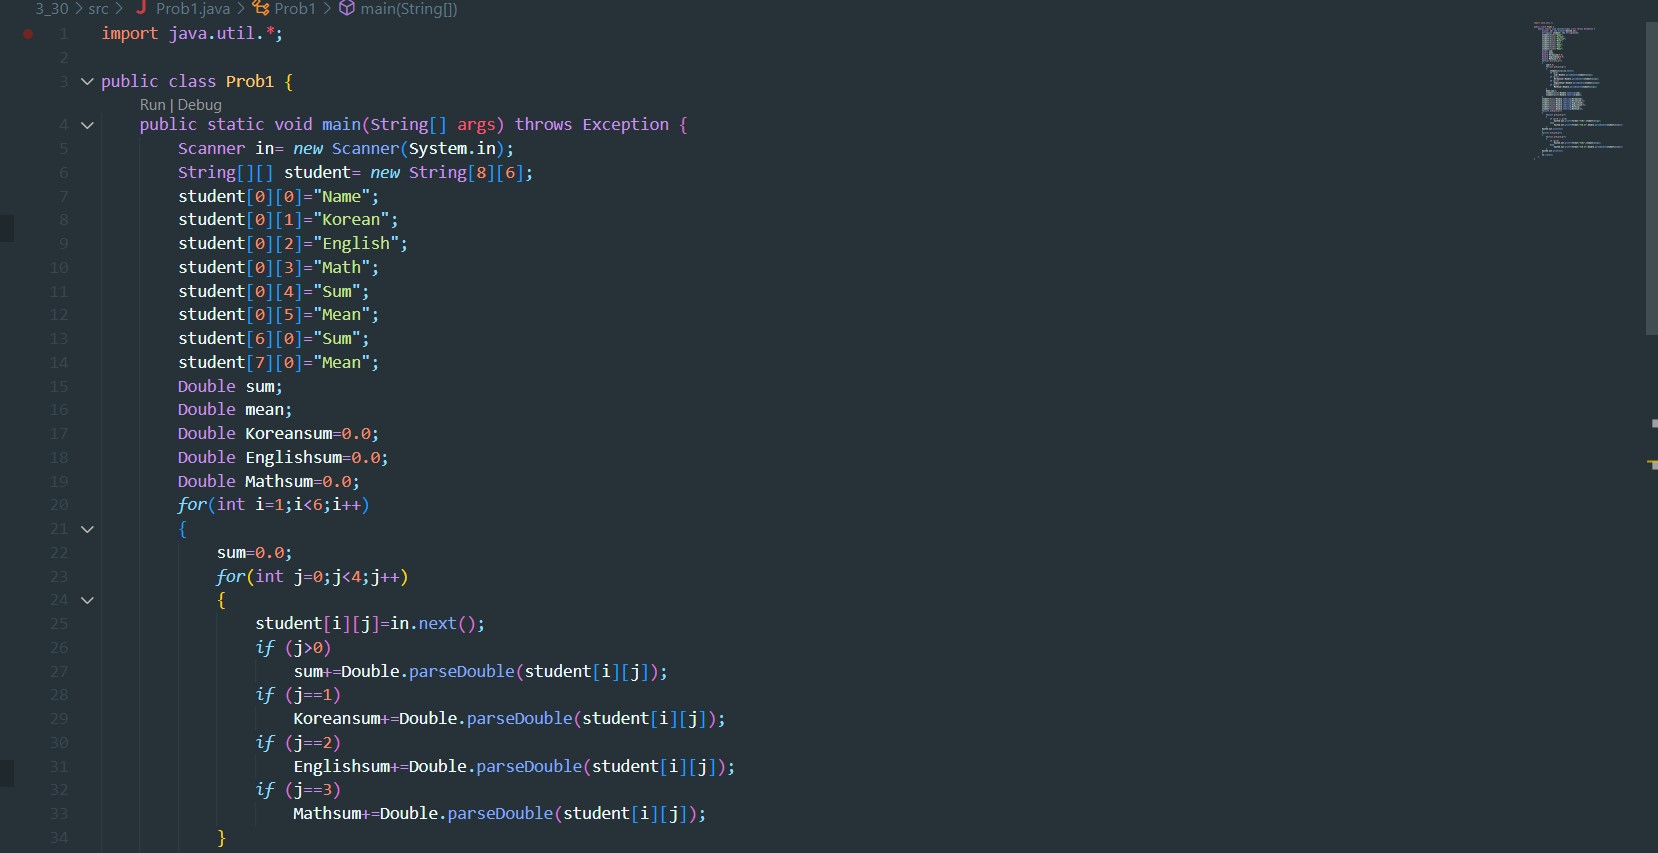 3_30 > src > J Prob1.java > Prob1 > main(String[])
1 import java.util.*;
2
3 public class Prob1 {
Run | Debug
4 public static void main(String[] args) throws Exception {
5 Scanner in= new Scanner(System.in);
6 String[][] student= new String[8][6];
7 student[0][0]="Name";
8 student[0][1]="Korean";
9 student[0][2]="English";
10 student[0][3]="Math";
11 student[0][4]="Sum";
12 student[0][5]="Mean";
13 student[6][0]="Sum";
14 student[7][0]="Mean";
15 Double sum;
16 Double mean;
17 Double Koreansum=0.0;
18 Double Englishsum=0.0;
19 Double Mathsum=0.0;
20 for(int i=1;i<6;i++)
21 {
22 sum=0.0;
23 for(int j=0;j<4;j++)
24 {
25 student[i][j]=in.next();
26 if (j>0)
27 sum+=Double.parseDouble(student[i][j]);
28 if (j==1)
29 Koreansum+=Double.parseDouble(student[i][j]);
30 if (j==2)
31 Englishsum+=Double.parseDouble(student[i][j]);
32 if (j==3)
33 Mathsum+=Double.parseDouble(student[i][j]);
34 }